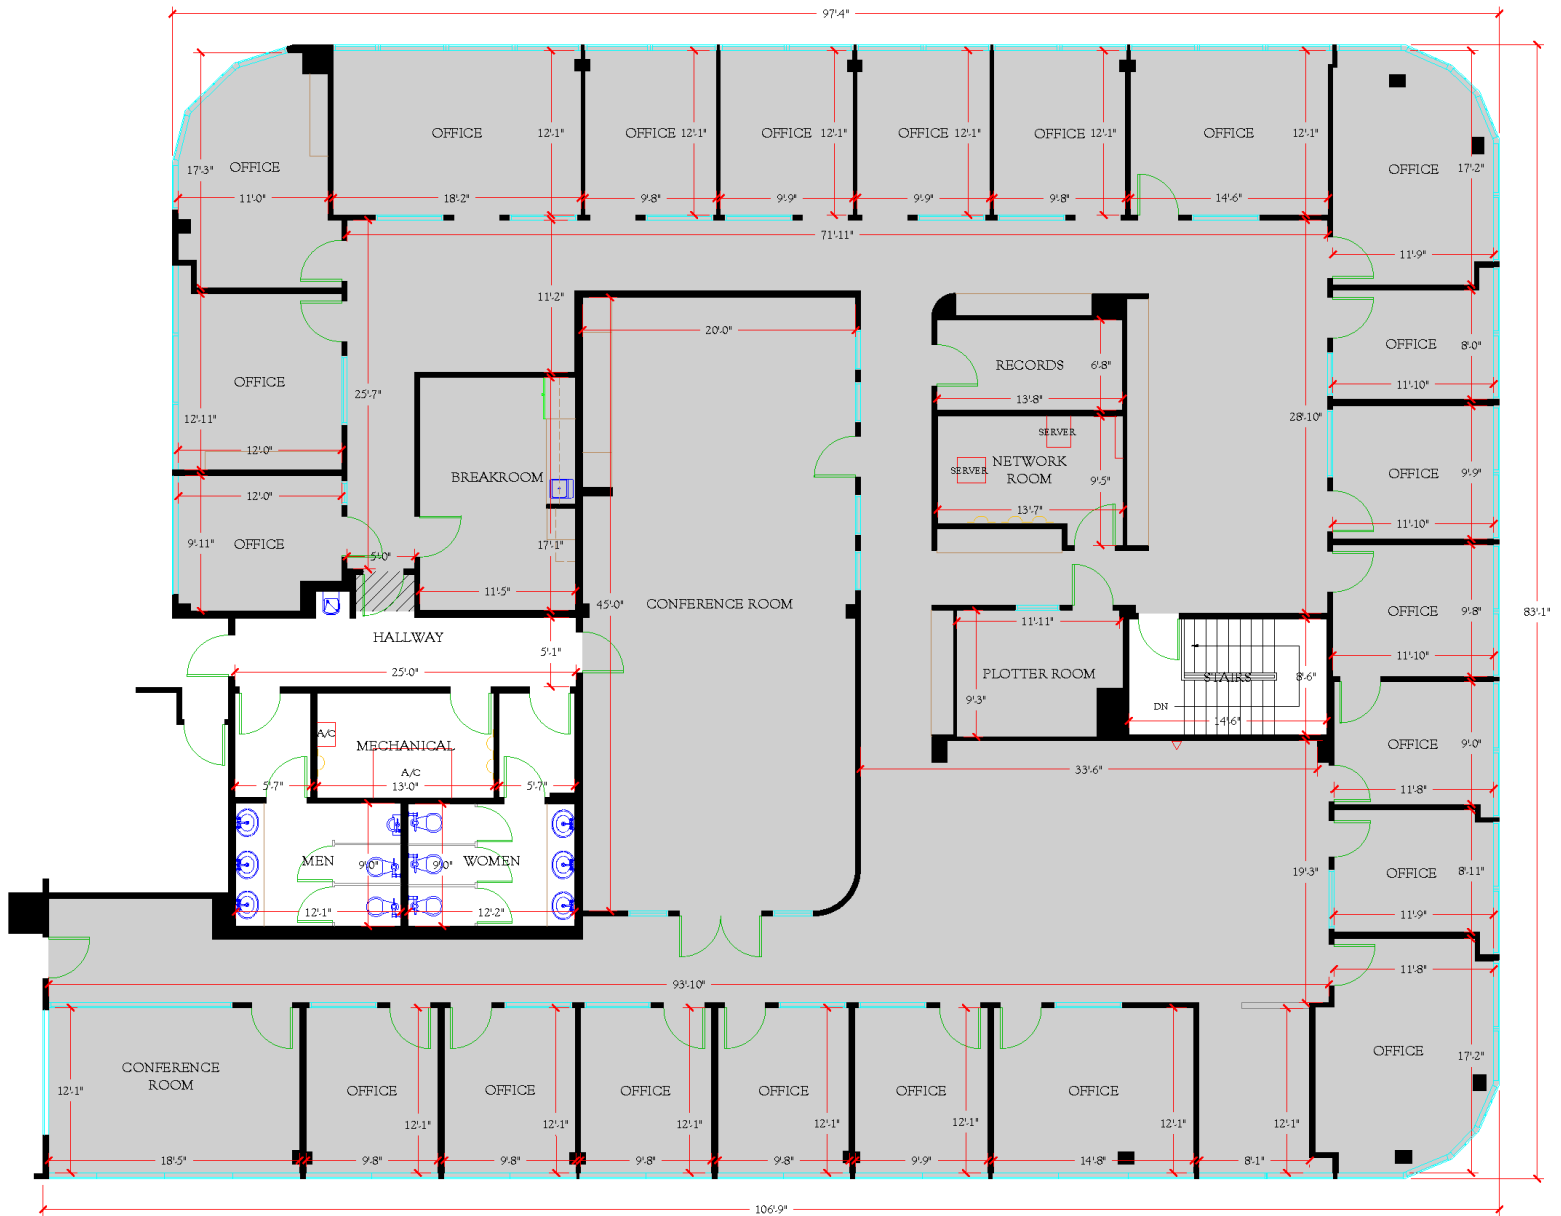 97'-4"
OFFICE
12'-1"
OFFICE
12'-1"
OFFICE
12'-1"
OFFICE
12'-1"
OFFICE
12'-1"
OFFICE
12'-1"
OFFICE
17'-3"
11'-0"
18'-2"
9'-8"
9'-9"
9'-9"
9'-8"
14'-6"
OFFICE
17'-2"
71'-11"
11'-9"
11'-2"
20'-0"
OFFICE
8'-0"
RECORDS
6'-8"
OFFICE
25'-7"
11'-10"
13'-8"
12'-11"
28'-10"
12'-0"
SERVER
BREAKROOM
SERVER
NETWORK
ROOM
9'-5"
OFFICE
9'-9"
12'-0"
13'-7"
11'-10"
OFFICE
9'-11"
17'-1"
5'-0"
11'-5"
45'-0"
CONFERENCE ROOM
OFFICE
9'-8"
83'-1"
11'-11"
HALLWAY
5'-1"
11'-10"
25'-0"
PLOTTER ROOM
STAIRS
8'-6"
9'-3"
DN
14'-6"
A/C
MECHANICAL
A/C
OFFICE
9'-0"
33'-6"
5'-7"
13'-0"
5'-7"
11'-8"
MEN
9'-0"
9'-0"
WOMEN
OFFICE
8'-11"
19'-3"
12'-1"
12'-2"
11'-9"
11'-8"
93'-10"
CONFERENCE
ROOM
12'-1"
OFFICE
12'-1"
OFFICE
12'-1"
OFFICE
12'-1"
OFFICE
12'-1"
OFFICE
12'-1"
OFFICE
12'-1"
12'-1"
OFFICE
17'-2"
18'-5"
9'-8"
9'-8"
9'-8"
9'-8"
9'-9"
14'-8"
8'-1"
106'-9"